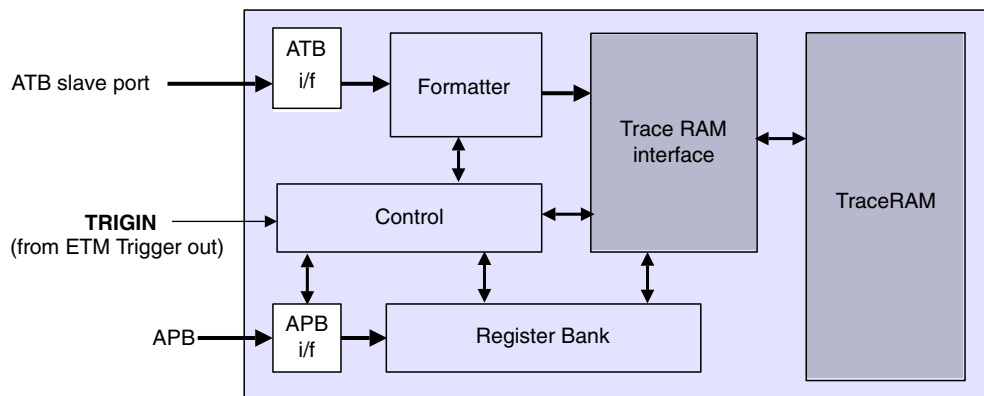 ATB
i/f
ATB slave port
Formatter
Trace RAM
interface
TraceRAM
TRIGIN
(from ETM Trigger out)
Control
APB
APB
i/f
Register Bank